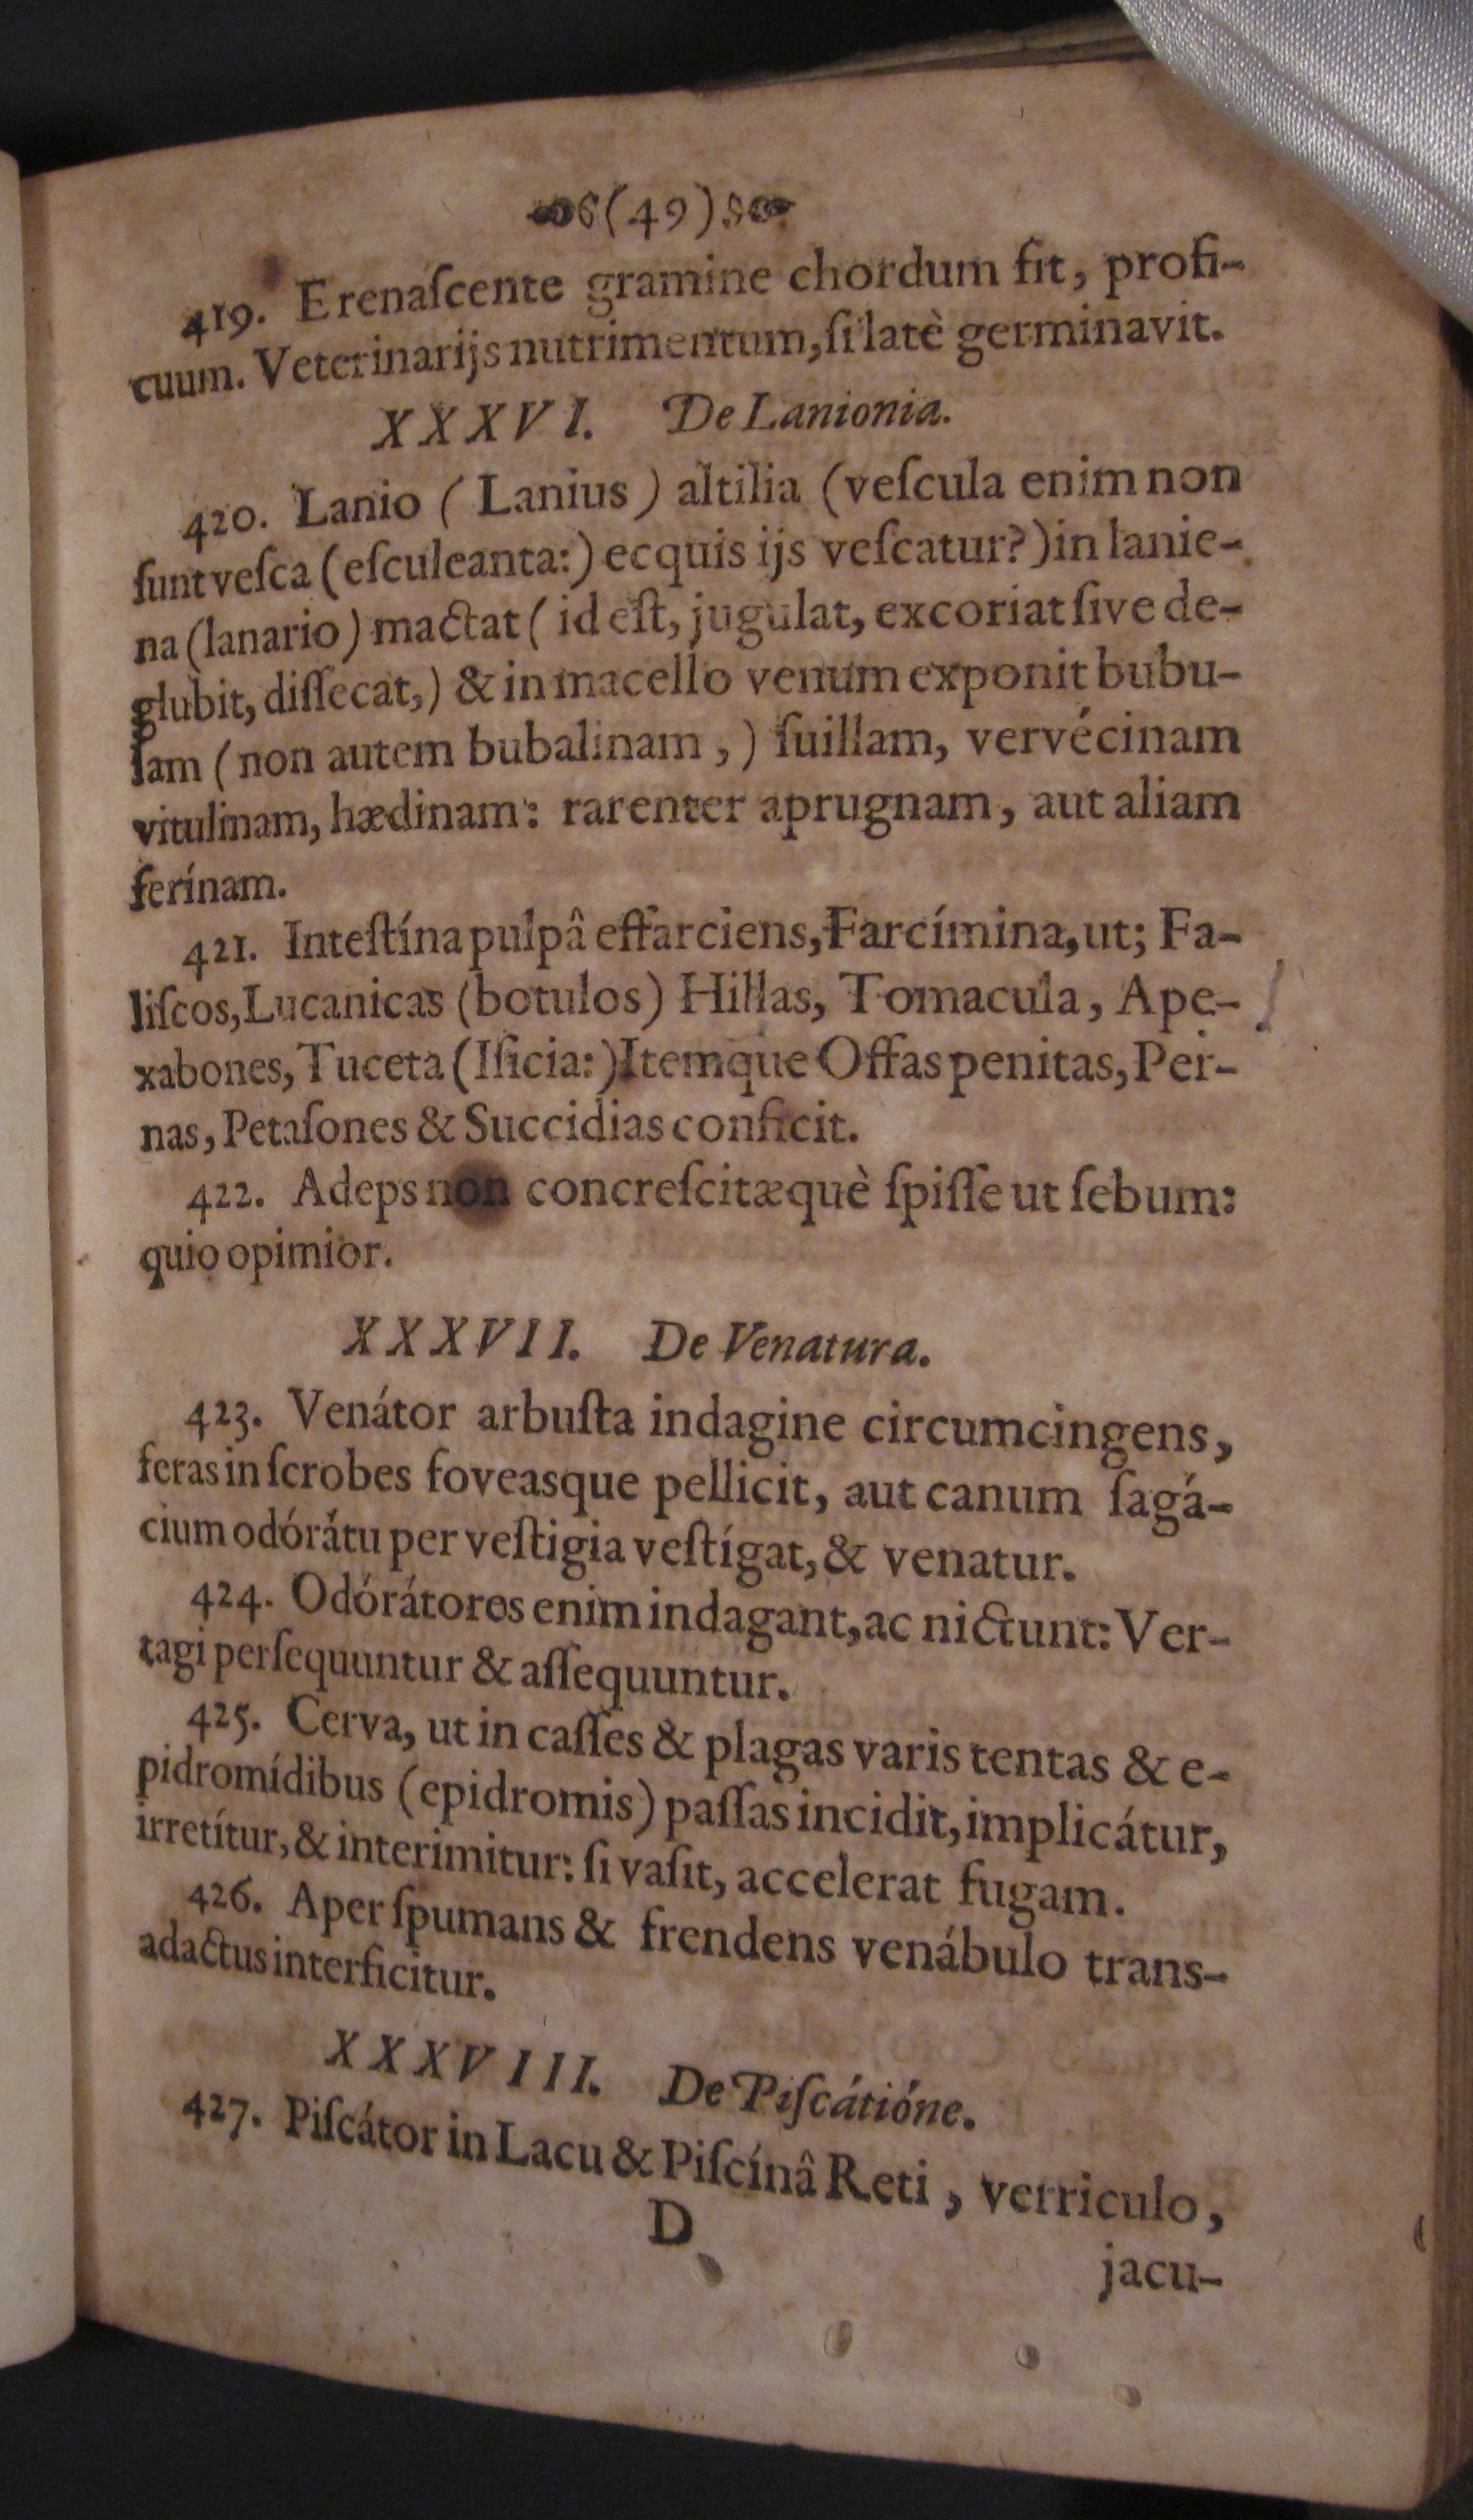 (49)
419. E renaſcente gramine chordum fit, profi-
cuum. Veterinarijs nutrimentum, ſi latè germinavit.
XXXVI. De Lanionia.
420. Lanio (Lanius) altilia (veſcula enim non
ſunt veſca (eſculeanta:) ecquis ijs veſcatur?) in lanie-
na (lanario) mactat (id eſt, jugulat, excoriat ſive de-
glubit, diſſecat,) & in macello venum exponit bubu-
lam (non autem bubalinam,) ſuillam, vervécinam
vitulinam, hædinam: rarenter aprugnam, aut aliam
ferínam.
421. Inteſtína pulpâ effarciens, Farcímina, ut; Fa-
liſcos, Lucanicas (botulos) Hillas, Tomacula, Ape-
xabones, Tuceta (Iſicia:) Itemque Offas penitas, Per-
nas, Petaſones & Succidias conficit.
422. Adeps non concreſcit æquè ſpiſſe ut ſebum:
quio opimior.
XXXVII. De Venatura.
423. Venátor arbuſta indagine circumcingens,
feras in ſcrobes foveasque pellicit, aut canum ſagá-
cium odórátu per veſtigia veſtígat, & venatur.
424. Odórátores enim indagant, ac nictunt: Ver-
tagi perſequuntur & aſſequuntur.
425. Cerva, ut in caſſes & plagas varis tentas & e-
pidromídibus (epidromis) paſſas incidit, implicátur,
irretítur, & interimitur: ſi vaſit, accelerat fugam.
426. Aper ſpumans & frendens venábulo trans-
adactus interficitur.
XXXVIII. De Piſcátióne.
427. Piſcátor in Lacu & Piſcínâ Reti, verriculo,
D
jacu-